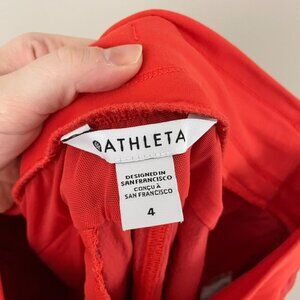 ATHLETA
DESIGNED IN
SAN FRANCISCO
CONÇU À
SAN FRANCISCO
4